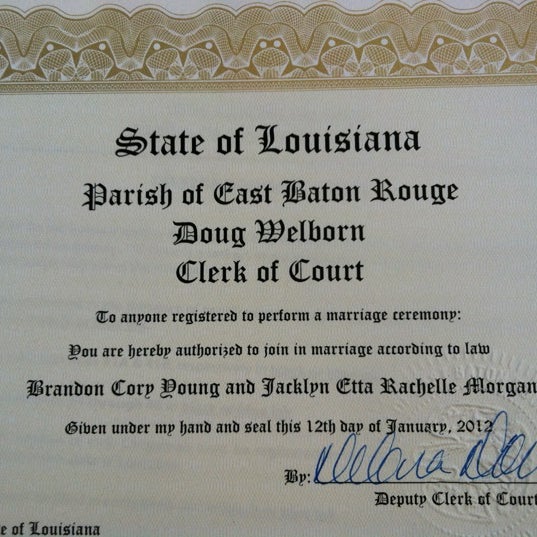 State of Louisiana
Parish of East Baton Rouge
Doug Welborn
Clerk of Court
To anyone registered to perform a marriage ceremony:
You are hereby authorized to join in marriage according to law
Brandon Cory Young and Jacklyn Etta Rachelle Morgan
Given under my hand and seal this 12th day of January, 2012
By:
Deputy Clerk of Court
e of Louisiana